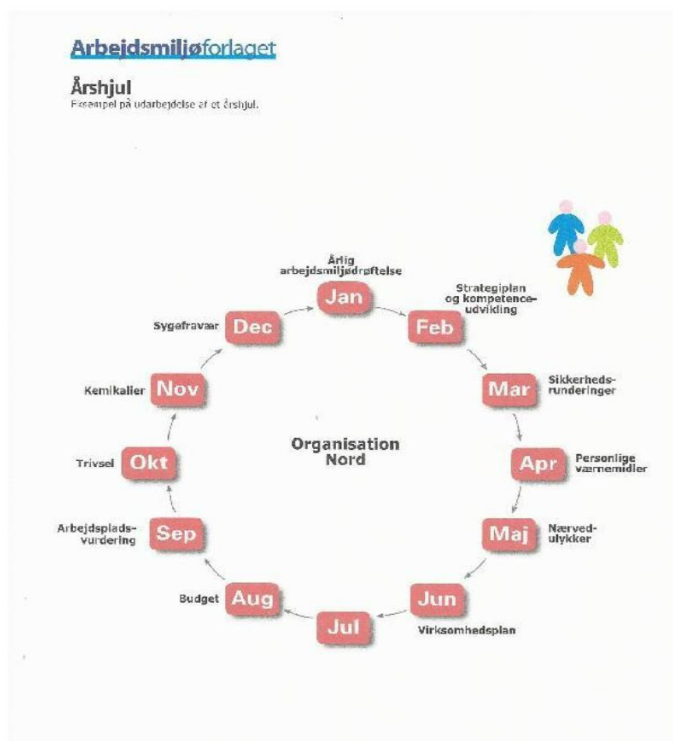 Arbejdsmiljøforlaget
Årshjul
Eksempel på udarbejdelse af et årshjul.
Årlig
arbejdsmiljødrøftelse
Jan
Strategiplan
og kompetence-
udvikling
Feb
Sikkerheds-
runderinger
Mar
Personlige
værnemidler
Apr
Nærved-
ulykker
Maj
Jun
Virksomhedsplan
Jul
Budget
Aug
Arbejdsplads-
vurdering
Sep
Trivsel
Okt
Kemikalier
Nov
Sygefravær
Dec
Organisation
Nord